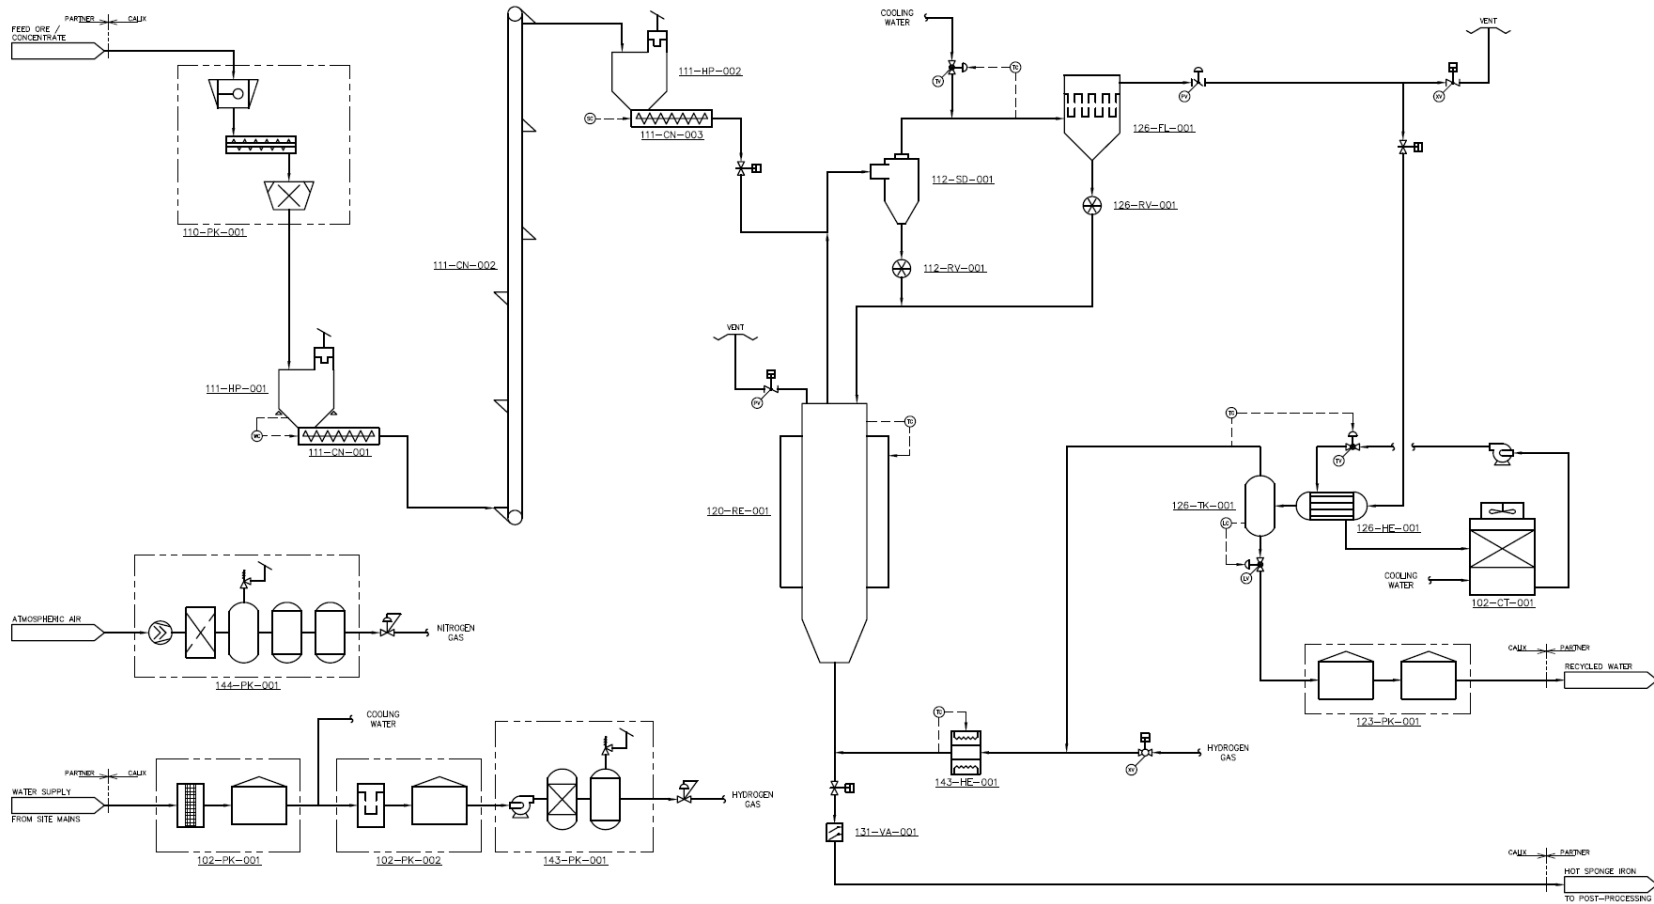 FEED ORE /
CONCENTRATE
PARTNER
CALIX
110-PK-001
111-HP-001
WC
111-CN-001
111-CN-002
111-HP-002
SC
111-CN-003
COOLING
WATER
TV
TC
112-SD-001
112-RV-001
126-FL-001
126-RV-001
PV
XV
VENT
VENT
PV
TC
120-RE-001
TC
TV
126-TK-001
LC
LV
126-HE-001
COOLING
WATER
102-CT-001
CALIX
PARTNER
RECYCLED WATER
123-PK-001
ATMOSPHERIC AIR
144-PK-001
NITROGEN
GAS
COOLING
WATER
PARTNER
CALIX
WATER SUPPLY
FROM SITE MAINS
102-PK-001
102-PK-002
143-PK-001
HYDROGEN
GAS
TC
143-HE-001
XV
HYDROGEN
GAS
131-VA-001
CALIX
PARTNER
HOT SPONGE IRON
TO POST-PROCESSING